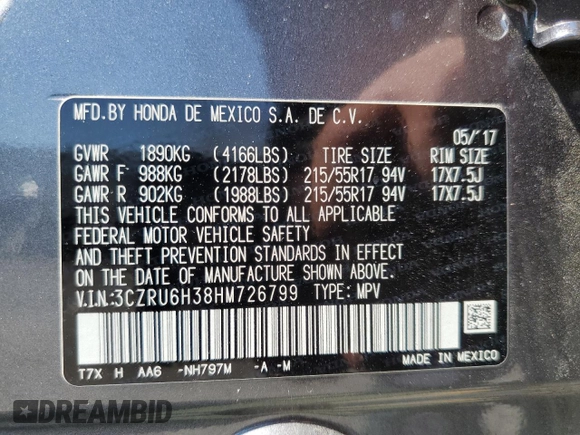 MFD.BY HONDA DE MEXICO S.A. DE C.V.
05/'17
GVWR 1890KG (4166LBS) TIRE SIZE RIM SIZE
GAWR F 988KG (2178LBS) 215/55R17 94V 17X7.5J
GAWR R 902KG (1988LBS) 215/55R17 94V 17X7.5J
THIS VEHICLE CONFORMS TO ALL APPLICABLE
FEDERAL MOTOR VEHICLE SAFETY
AND THEFT PREVENTION STANDARDS IN EFFECT
ON THE DATE OF MANUFACTURE SHOWN ABOVE.
V.I.N.:3CZRU6H38HM726799 TYPE: MPV
T7X H AA6 -NH797M -A -M
MADE IN MEXICO
DREAMBID